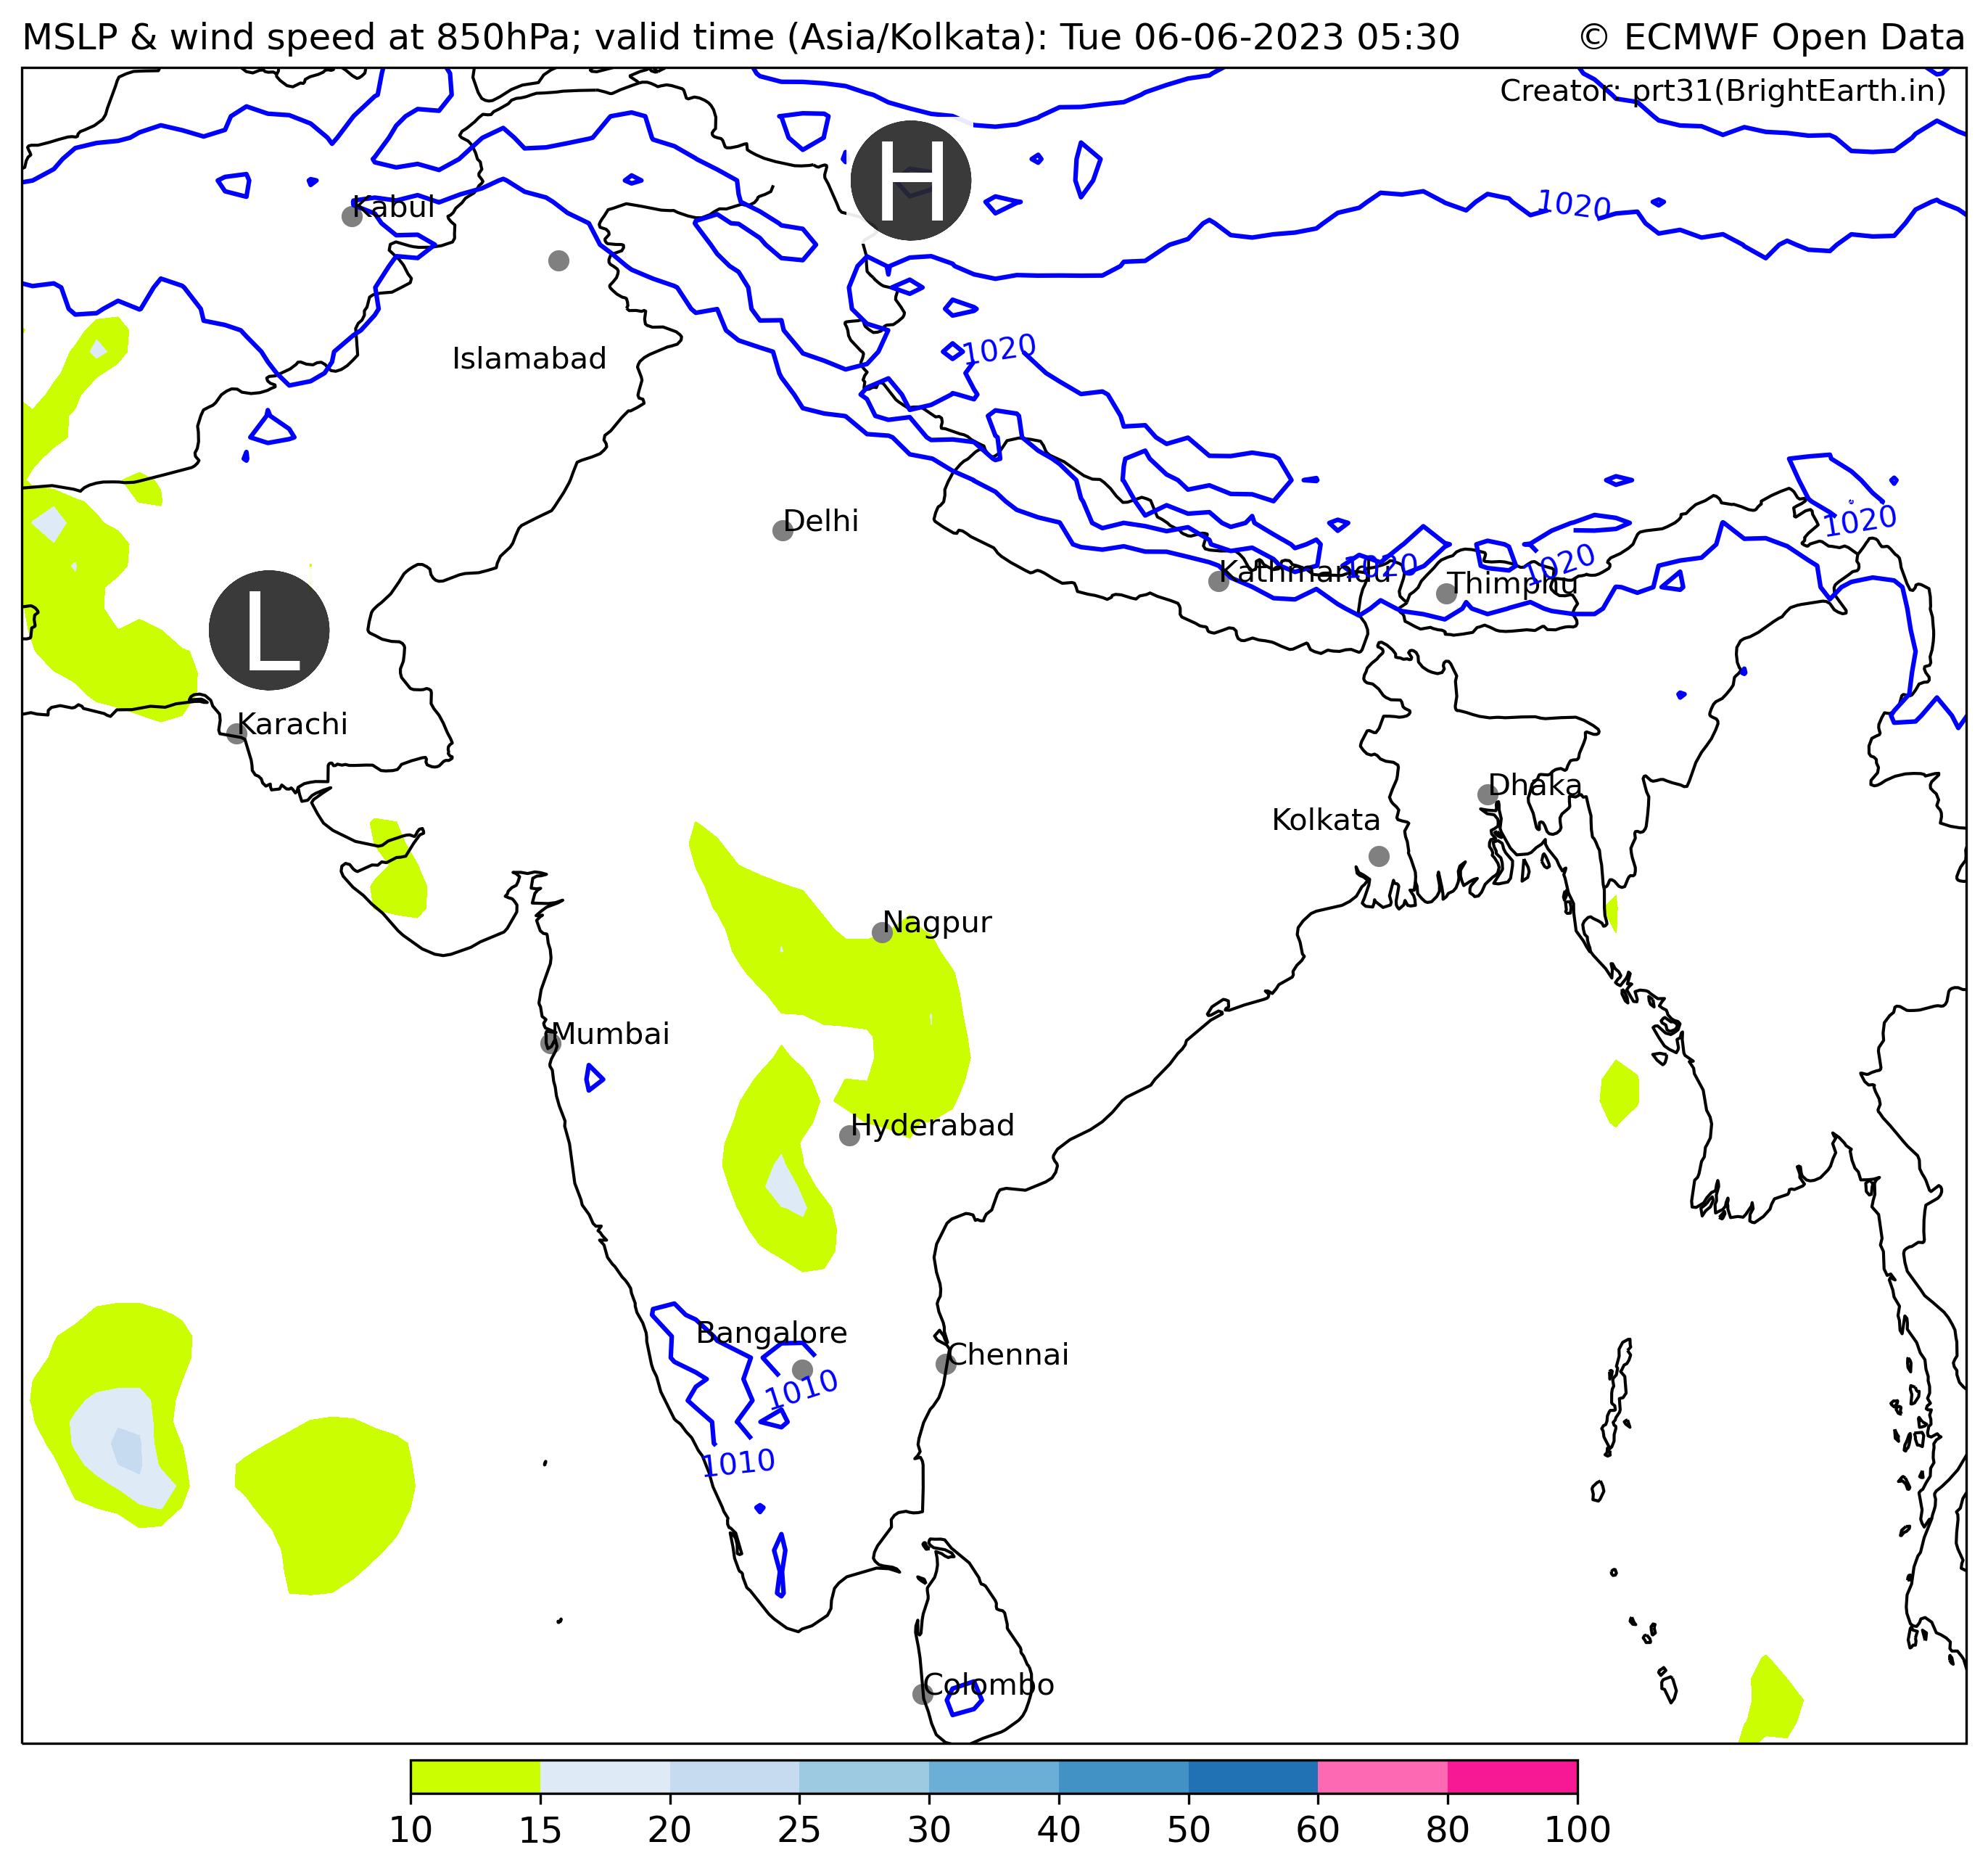 MSLP & wind speed at 850hPa; valid time (Asia/Kolkata): Tue 06-06-2023 05:30 © ECMWF Open Data
Creator: prt31(BrightEarth.in)
H
1020
Kabul
Islamabad
1020
Delhi
1020
Kathmandu
1020
1020
Thimphu
L
Karachi
Dhaka
Kolkata
Nagpur
Mumbai
Hyderabad
Bangalore
Chennai
1010
1010
Colombo
10 15 20 25 30 40 50 60 80 100